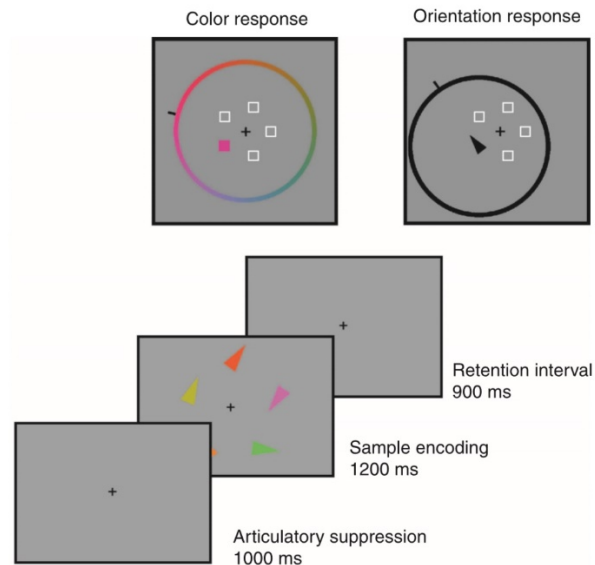 Color response
Orientation response
Retention interval
900 ms
Sample encoding
1200 ms
Articulatory suppression
1000 ms